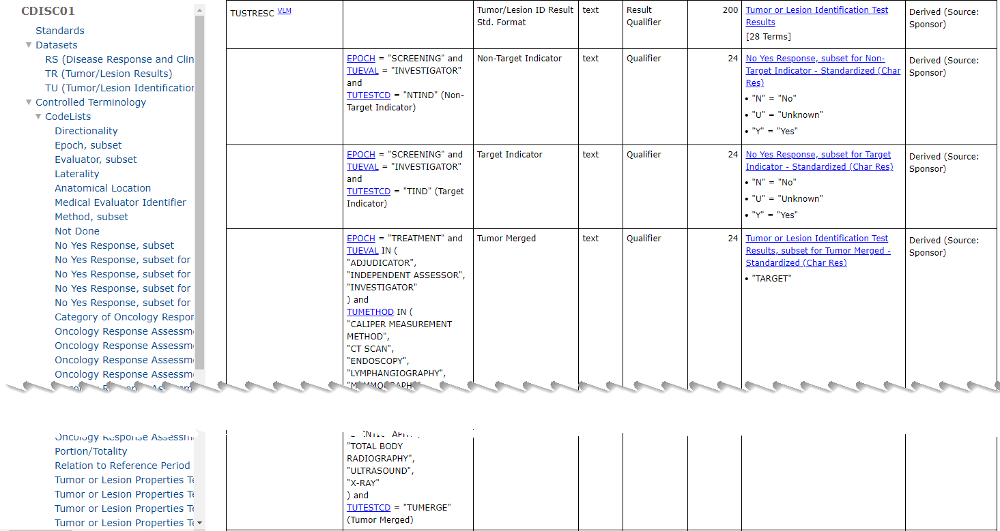 CDISC01
Standards
Datasets
RS (Disease Response and Clin
TR (Tumor/Lesion Results)
TU (Tumor/Lesion Identification
Controlled Terminology
CodeLists
Directionality
Epoch, subset
Evaluator, subset
Laterality
Anatomical Location
Medical Evaluator Identifier
Method, subset
Not Done
No Yes Response, subset
No Yes Response, subset for
No Yes Response, subset for
No Yes Response, subset for
No Yes Response, subset for
Category of Oncology Respon
Oncology Response Assessme
Oncology Response Assessme
Oncology Response Assessme
Oncology Response Assessme
Oncology Response Assessme
Portion/Totality
Relation to Reference Period
Tumor or Lesion Properties Te
Tumor or Lesion Properties Te
Tumor or Lesion Properties Te
Tumor or Lesion Properties Te
TUSTRESC VLM
Tumor/Lesion ID Result
Std. Format
text
Result
Qualifier
200
Tumor or Lesion Identification Test
Results
[28 Terms]
Derived (Source:
Sponsor)
EPOCH = "SCREENING" and
TUEVAL = "INVESTIGATOR"
and
TUTESTCD = "NTIND" (Non-
Target Indicator)
Non-Target Indicator
text
Qualifier
24
No Yes Response, subset for Non-
Target Indicator - Standardized (Char
Res)
• "N" = "No"
• "U" = "Unknown"
• "Y" = "Yes"
Derived (Source:
Sponsor)
EPOCH = "SCREENING" and
TUEVAL = "INVESTIGATOR"
and
TUTESTCD = "TIND" (Target
Indicator)
Target Indicator
text
Qualifier
24
No Yes Response, subset for Target
Indicator - Standardized (Char Res)
• "N" = "No"
• "U" = "Unknown"
• "Y" = "Yes"
Derived (Source:
Sponsor)
EPOCH = "TREATMENT" and
TUEVAL IN (
"ADJUDICATOR",
"INDEPENDENT ASSESSOR",
"INVESTIGATOR"
) and
TUMETHOD IN (
"CALIPER MEASUREMENT
METHOD",
"CT SCAN",
"ENDOSCOPY",
"LYMPHANGIOGRAPHY",
"TOTAL BODY
RADIOGRAPHY",
"ULTRASOUND",
"X-RAY"
) and
TUTESTCD = "TUMERGE"
(Tumor Merged)
Tumor Merged
text
Qualifier
24
Tumor or Lesion Identification Test
Results, subset for Tumor Merged -
Standardized (Char Res)
• "TARGET"
Derived (Source:
Sponsor)